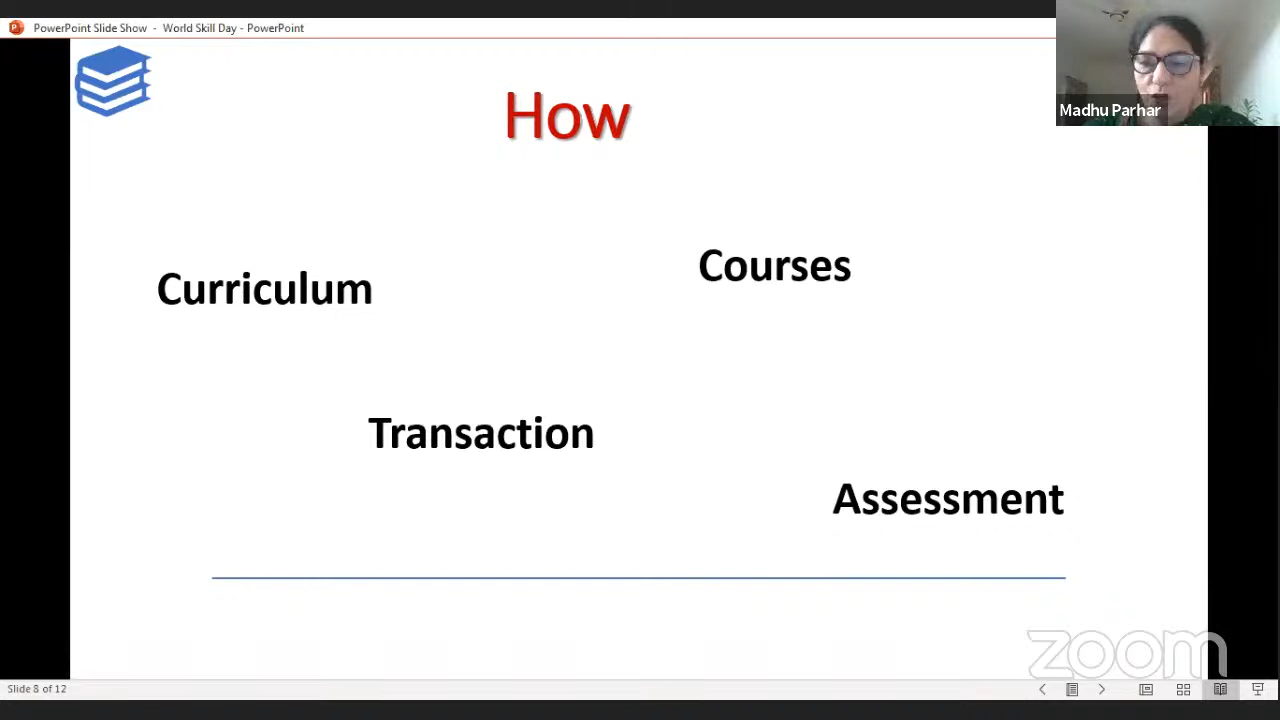 PowerPoint Slide Show - World Skill Day - PowerPoint
Madhu Parhar
How
Courses
Curriculum
Transaction
Assessment
zoom
Slide 8 of 12